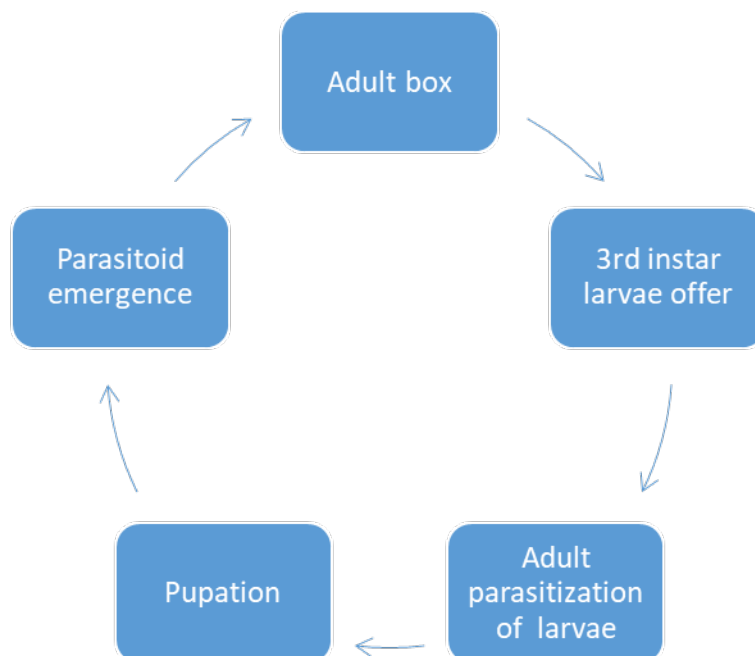 Adult box
3rd instar
larvae offer
Adult
parasitization
of larvae
Pupation
Parasitoid
emergence